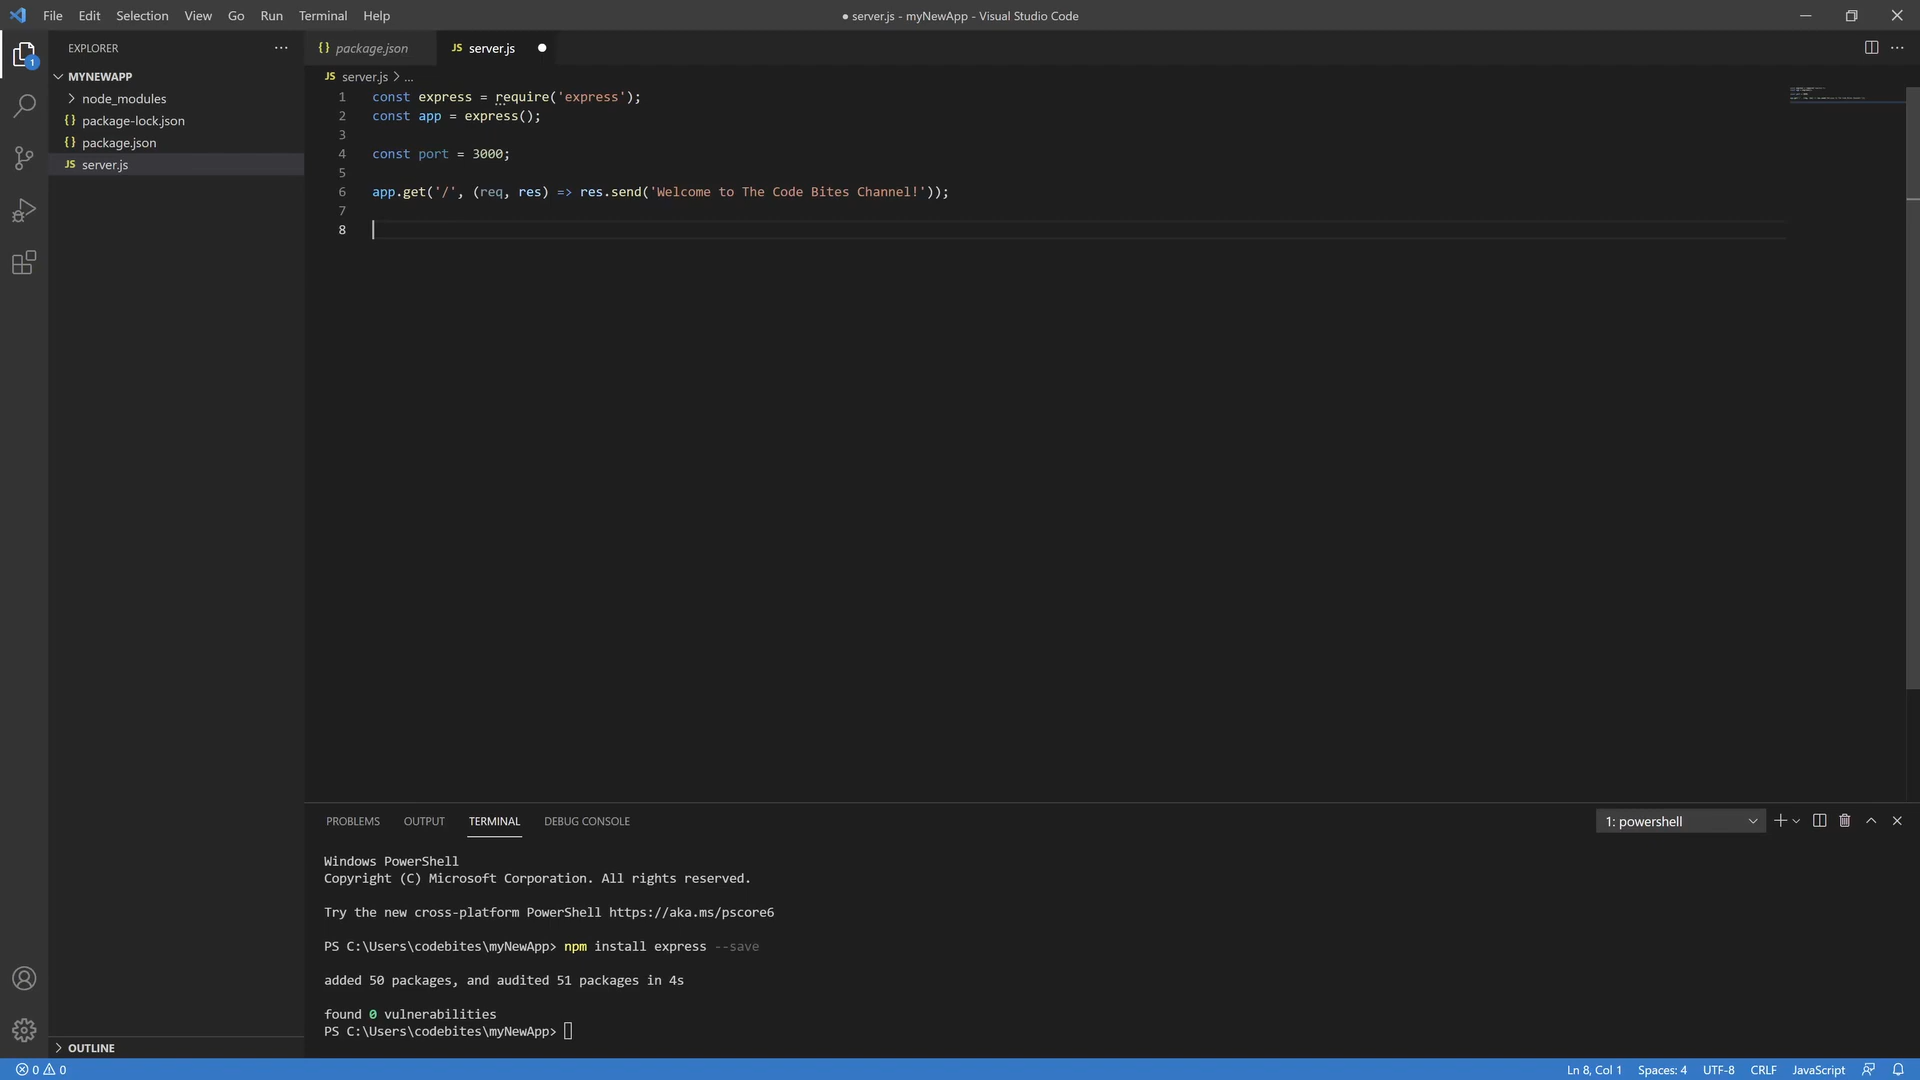 File Edit Selection View Go Run Terminal Help
● server.js - myNewApp - Visual Studio Code
1
EXPLORER
MYNEWAPP
node_modules
{} package-lock.json
{} package.json
JS server.js
{} package.json
JS server.js
JS server.js > ...
1 const express = require('express');
2 const app = express();
3
4 const port = 3000;
5
6 app.get('/', (req, res) => res.send('Welcome to The Code Bites Channel!'));
7
8
PROBLEMS OUTPUT TERMINAL DEBUG CONSOLE
1: powershell
Windows PowerShell
Copyright (C) Microsoft Corporation. All rights reserved.
Try the new cross-platform PowerShell https://aka.ms/pscore6
PS C:\Users\codebites\myNewApp> npm install express --save
added 50 packages, and audited 51 packages in 4s
found 0 vulnerabilities
PS C:\Users\codebites\myNewApp>
OUTLINE
0 0
Ln 8, Col 1 Spaces: 4 UTF-8 CRLF JavaScript